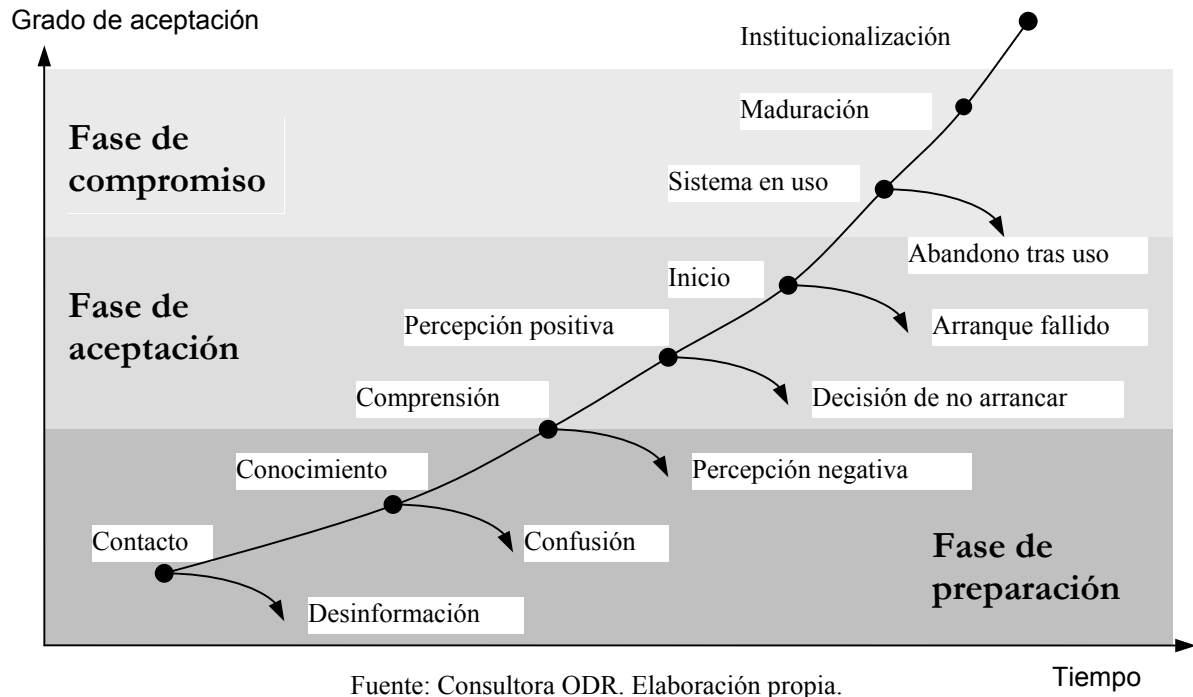 Grado de aceptación
Institucionalización
Maduración
Fase de
compromiso
Sistema en uso
Abandono tras uso
Inicio
Fase de
aceptación
Percepción positiva
Arranque fallido
Comprensión
Decisión de no arrancar
Conocimiento
Percepción negativa
Contacto
Confusión
Fase de
preparación
Desinformación
Tiempo
Fuente: Consultora ODR. Elaboración propia.